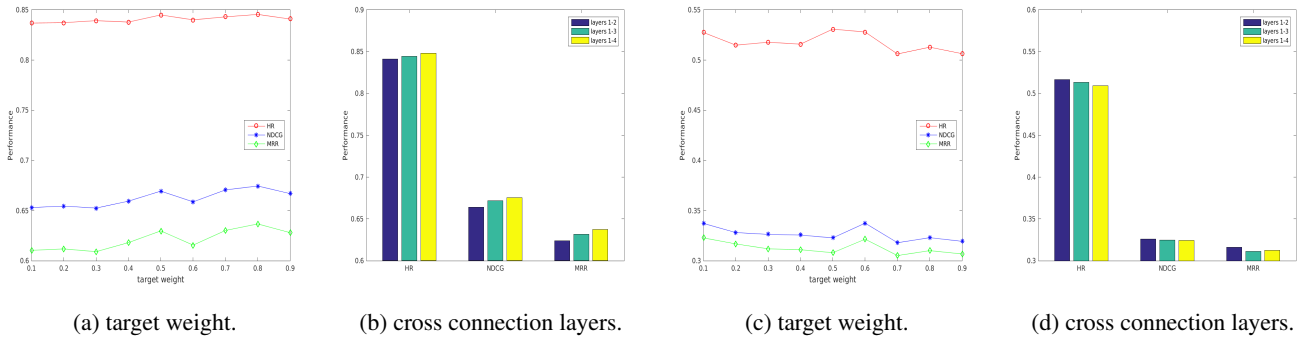 0.85
0.8
0.75
0.7
0.65
0.6
Performance
HR
NDCG
MRR
0.1 0.2 0.3 0.4 0.5 0.6 0.7 0.8 0.9
target weight
(a) target weight.
0.9
0.85
0.8
0.75
0.7
0.65
0.6
Performance
layers 1-2
layers 1-3
layers 1-4
HR NDCG MRR
(b) cross connection layers.
0.55
0.5
0.45
0.4
0.35
0.3
Performance
HR
NDCG
MRR
0.1 0.2 0.3 0.4 0.5 0.6 0.7 0.8 0.9
target weight
(c) target weight.
0.6
0.5
0.4
0.3
Performance
layers 1-2
layers 1-3
layers 1-4
HR NDCG MRR
(d) cross connection layers.